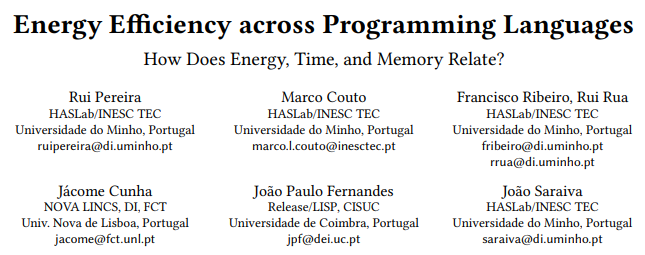 Energy Efficiency across Programming Languages
How Does Energy, Time, and Memory Relate?
Rui Pereira
HASLab/INESC TEC
Universidade do Minho, Portugal
ruipereira@di.uminho.pt
Marco Couto
HASLab/INESC TEC
Universidade do Minho, Portugal
marco.l.couto@inesctec.pt
Francisco Ribeiro, Rui Rua
HASLab/INESC TEC
Universidade do Minho, Portugal
fribeiro@di.uminho.pt
rrua@di.uminho.pt
Jácome Cunha
NOVA LINCS, DI, FCT
Univ. Nova de Lisboa, Portugal
jacome@fct.unl.pt
João Paulo Fernandes
Release/LISP, CISUC
Universidade de Coimbra, Portugal
jpf@dei.uc.pt
João Saraiva
HASLab/INESC TEC
Universidade do Minho, Portugal
saraiva@di.uminho.pt